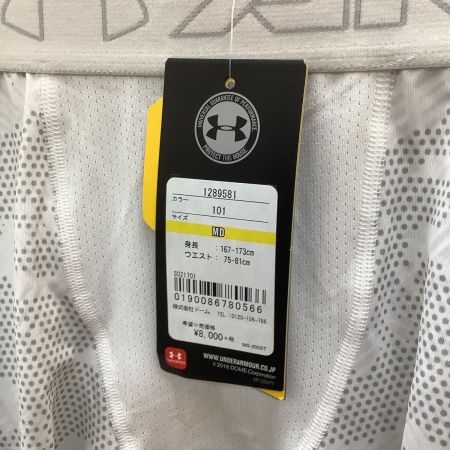 UNIVERSAL GUARANTEE OF PERFORMANCE
PROTECT THE HOUSE
1289581
カラー
101
サイズ
MD
身長 : 167-173cm
ウエスト : 75-81cm
S021701
0190086780566
株式会社ドーム TEL:0120-106-786
希望小売価格
¥8,000+税
WWW.UNDERARMOUR.CO.JP
©2016 DOME Corporation